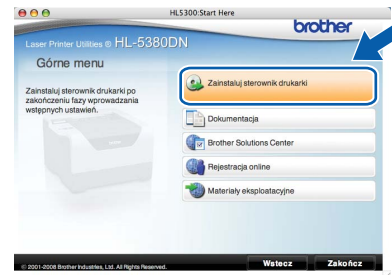 HL5300:Start Here
brother
Laser Printer Utilities ® HL-5380DN
Górne menu
Zainstaluj sterownik drukarki po
zakończeniu fazy wprowadzania
wstępnych ustawień.
Zainstaluj sterownik drukarki
Dokumentacja
Brother Solutions Center
Rejestracja online
Materiały eksploatacyjne
© 2001-2008 Brother Industries, Ltd. All Rights Reserved.
Wstecz
Zakończ